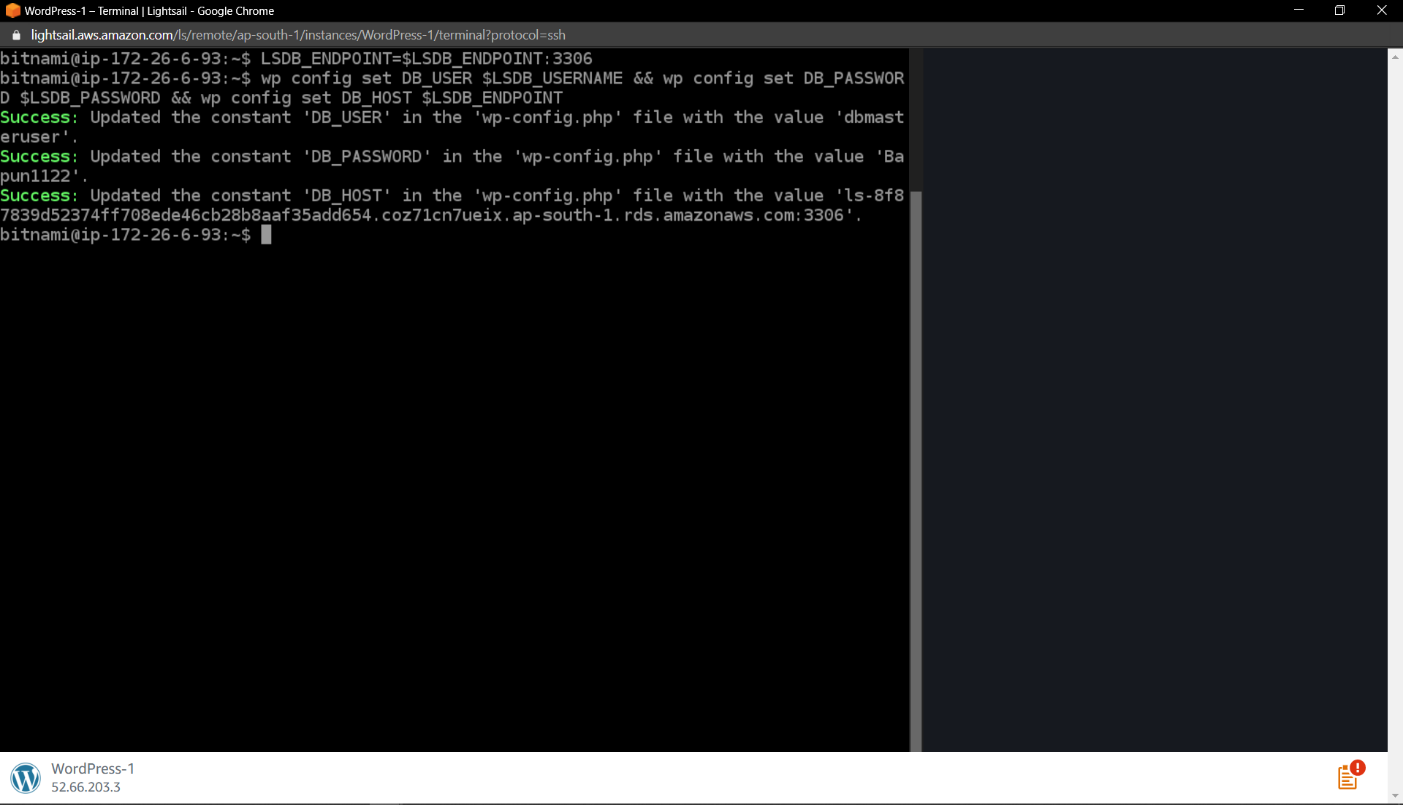 WordPress-1 – Terminal | Lightsail - Google Chrome
lightsail.aws.amazon.com/ls/remote/ap-south-1/instances/WordPress-1/terminal?protocol=ssh
bitnami@ip-172-26-6-93:~$ LSDB_ENDPOINT=$LSDB_ENDPOINT:3306
bitnami@ip-172-26-6-93:~$ wp config set DB_USER $LSDB_USERNAME && wp config set DB_PASSWOR
D $LSDB_PASSWORD && wp config set DB_HOST $LSDB_ENDPOINT
Success: Updated the constant 'DB_USER' in the 'wp-config.php' file with the value 'dbmast
eruser'.
Success: Updated the constant 'DB_PASSWORD' in the 'wp-config.php' file with the value 'Ba
pun1122'.
Success: Updated the constant 'DB_HOST' in the 'wp-config.php' file with the value 'ls-8f8
7839d52374ff708ede46cb28b8aaf35add654.coz71cn7ueix.ap-south-1.rds.amazonaws.com:3306'.
bitnami@ip-172-26-6-93:~$
WordPress-1
52.66.203.3